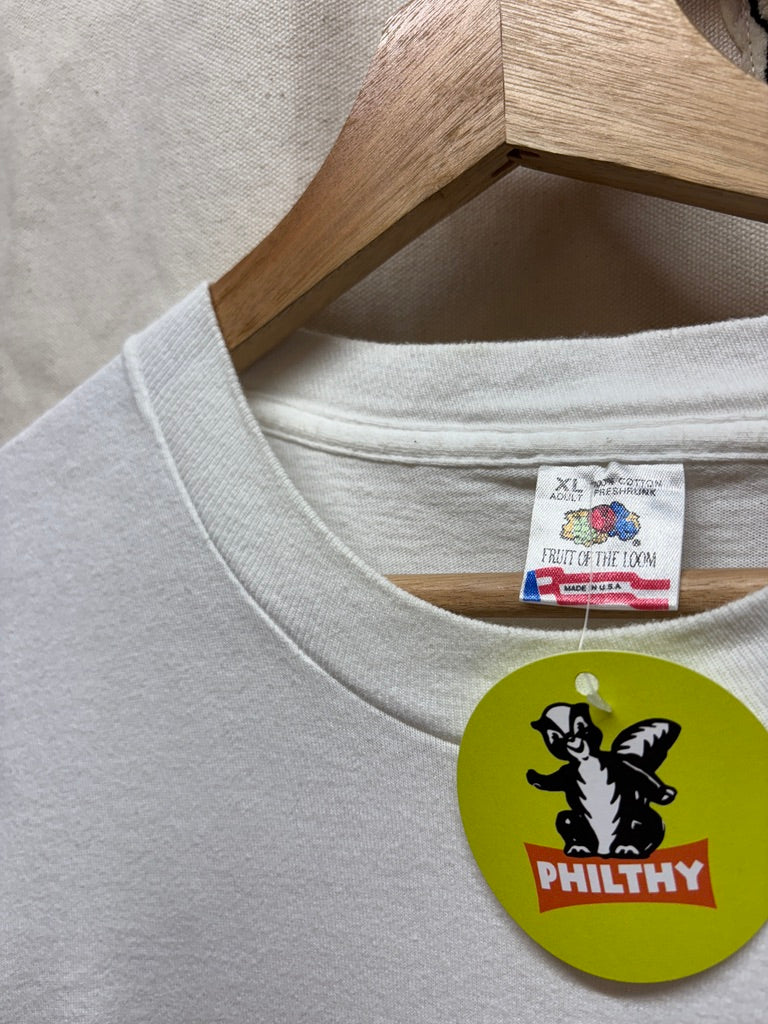 XL 100% COTTON
ADULT PRESHRUNK
FRUIT OF THE LOOM
®
MADE IN U.S.A.
PHILTHY